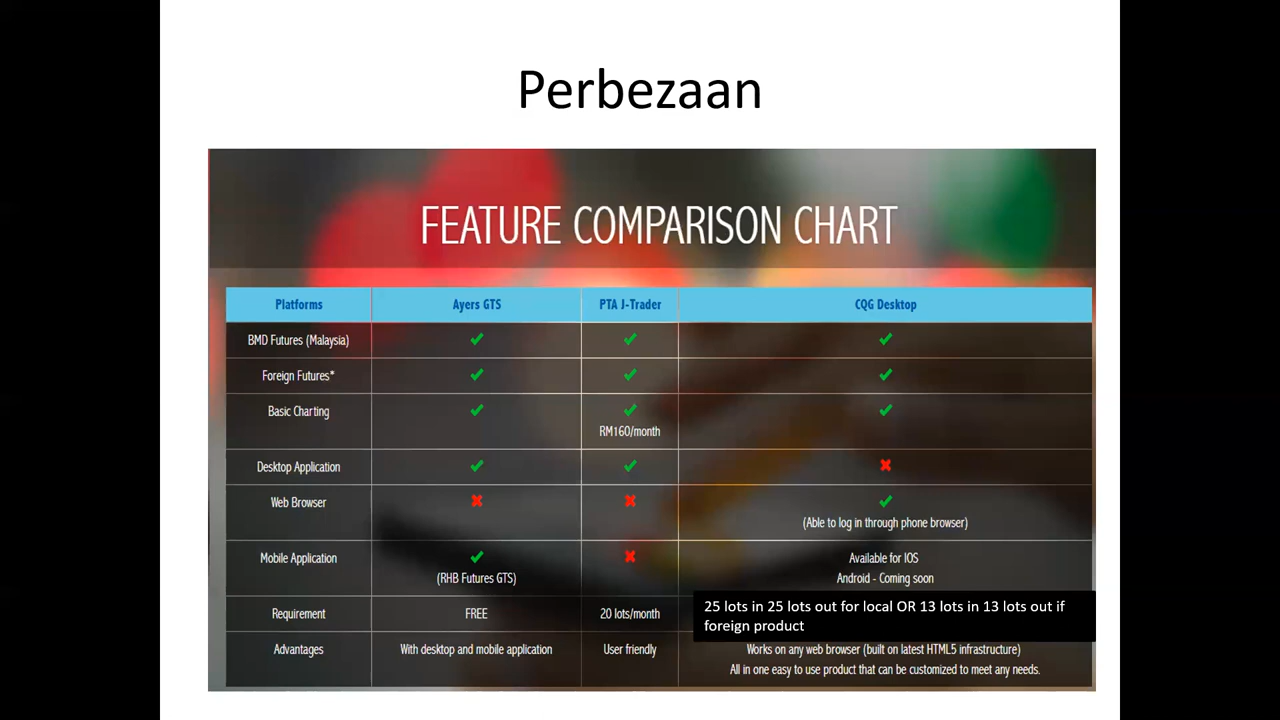 Perbezaan
FEATURE COMPARISON CHART
Platforms Ayers GTS PTA J-Trader CQG Desktop
BMD Futures (Malaysia)
Foreign Futures*
Basic Charting
RM160/month
Desktop Application
Web Browser
(Able to log in through phone browser)
Mobile Application Available for IOS
(RHB Futures GTS) Android - Coming soon
Requirement FREE 20 lots/month 25 lots in 25 lots out for local OR 13 lots in 13 lots out if
foreign product
Advantages With desktop and mobile application User friendly Works on any web browser (built on latest HTML5 infrastructure)
All in one easy to use product that can be customized to meet any needs.